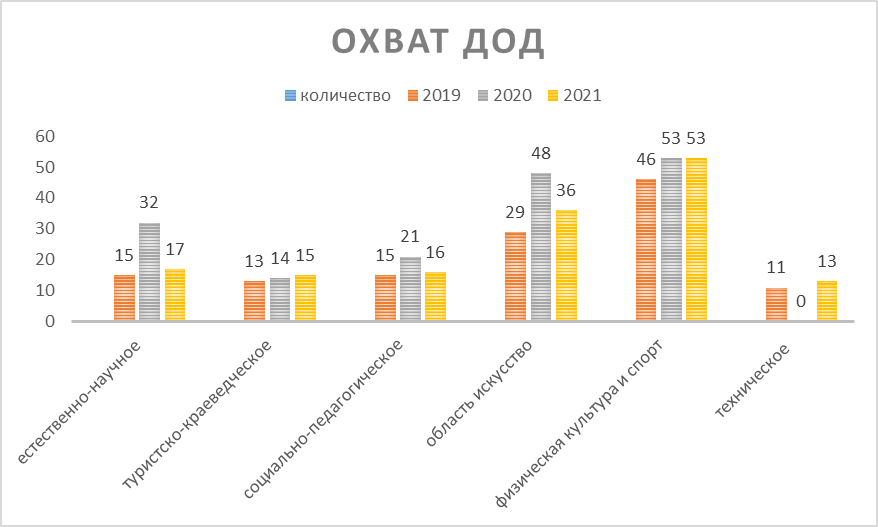 ОХВАТ ДОД
количество 2019 2020 2021
60
50
40
30
20
10
0
15 32 17
13 14 15
15 21 16
29 48 36
46 53 53
11 0 13
естественно-научное
туристско-краеведческое
социально-педагогическое
область искусство
физическая культура и спорт
техническое